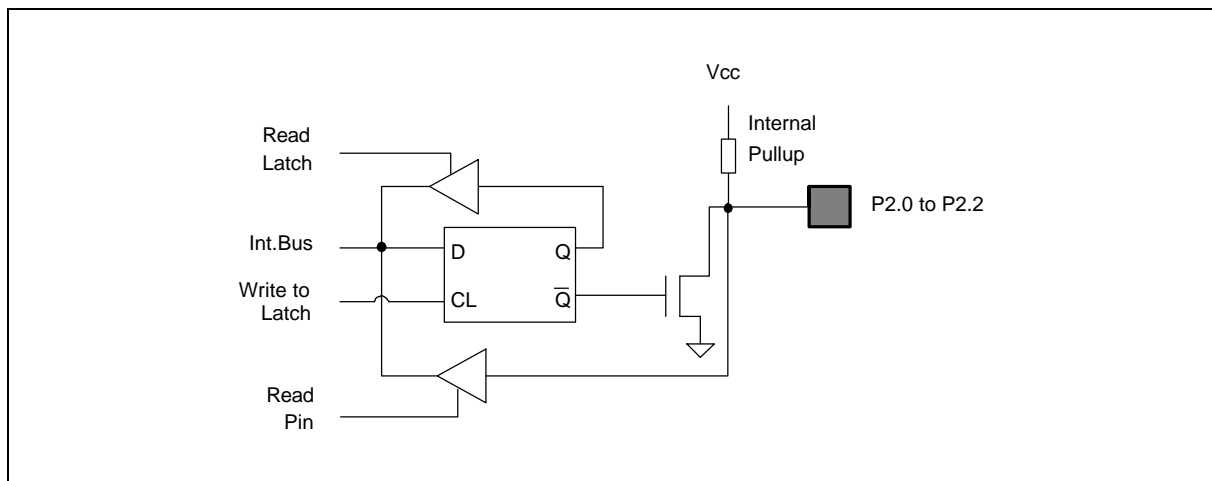 Vcc
Internal
Pullup
Read
Latch
P2.0 to P2.2
Int.Bus
D
Q
Write to
Latch
CL
Q̅
Read
Pin